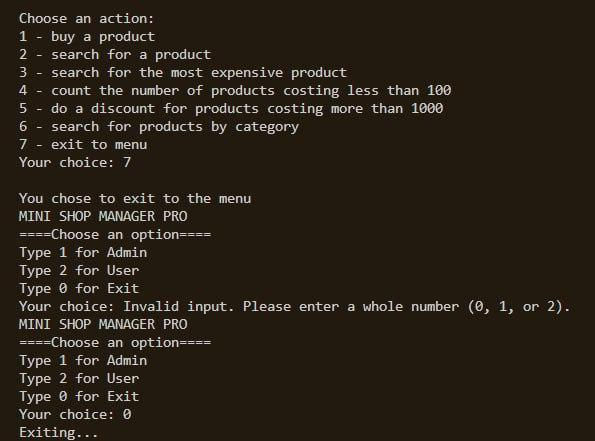 Choose an action:
1 - buy a product
2 - search for a product
3 - search for the most expensive product
4 - count the number of products costing less than 100
5 - do a discount for products costing more than 1000
6 - search for products by category
7 - exit to menu
Your choice: 7
You chose to exit to the menu
MINI SHOP MANAGER PRO
====Choose an option====
Type 1 for Admin
Type 2 for User
Type 0 for Exit
Your choice: Invalid input. Please enter a whole number (0, 1, or 2).
MINI SHOP MANAGER PRO
====Choose an option====
Type 1 for Admin
Type 2 for User
Type 0 for Exit
Your choice: 0
Exiting...